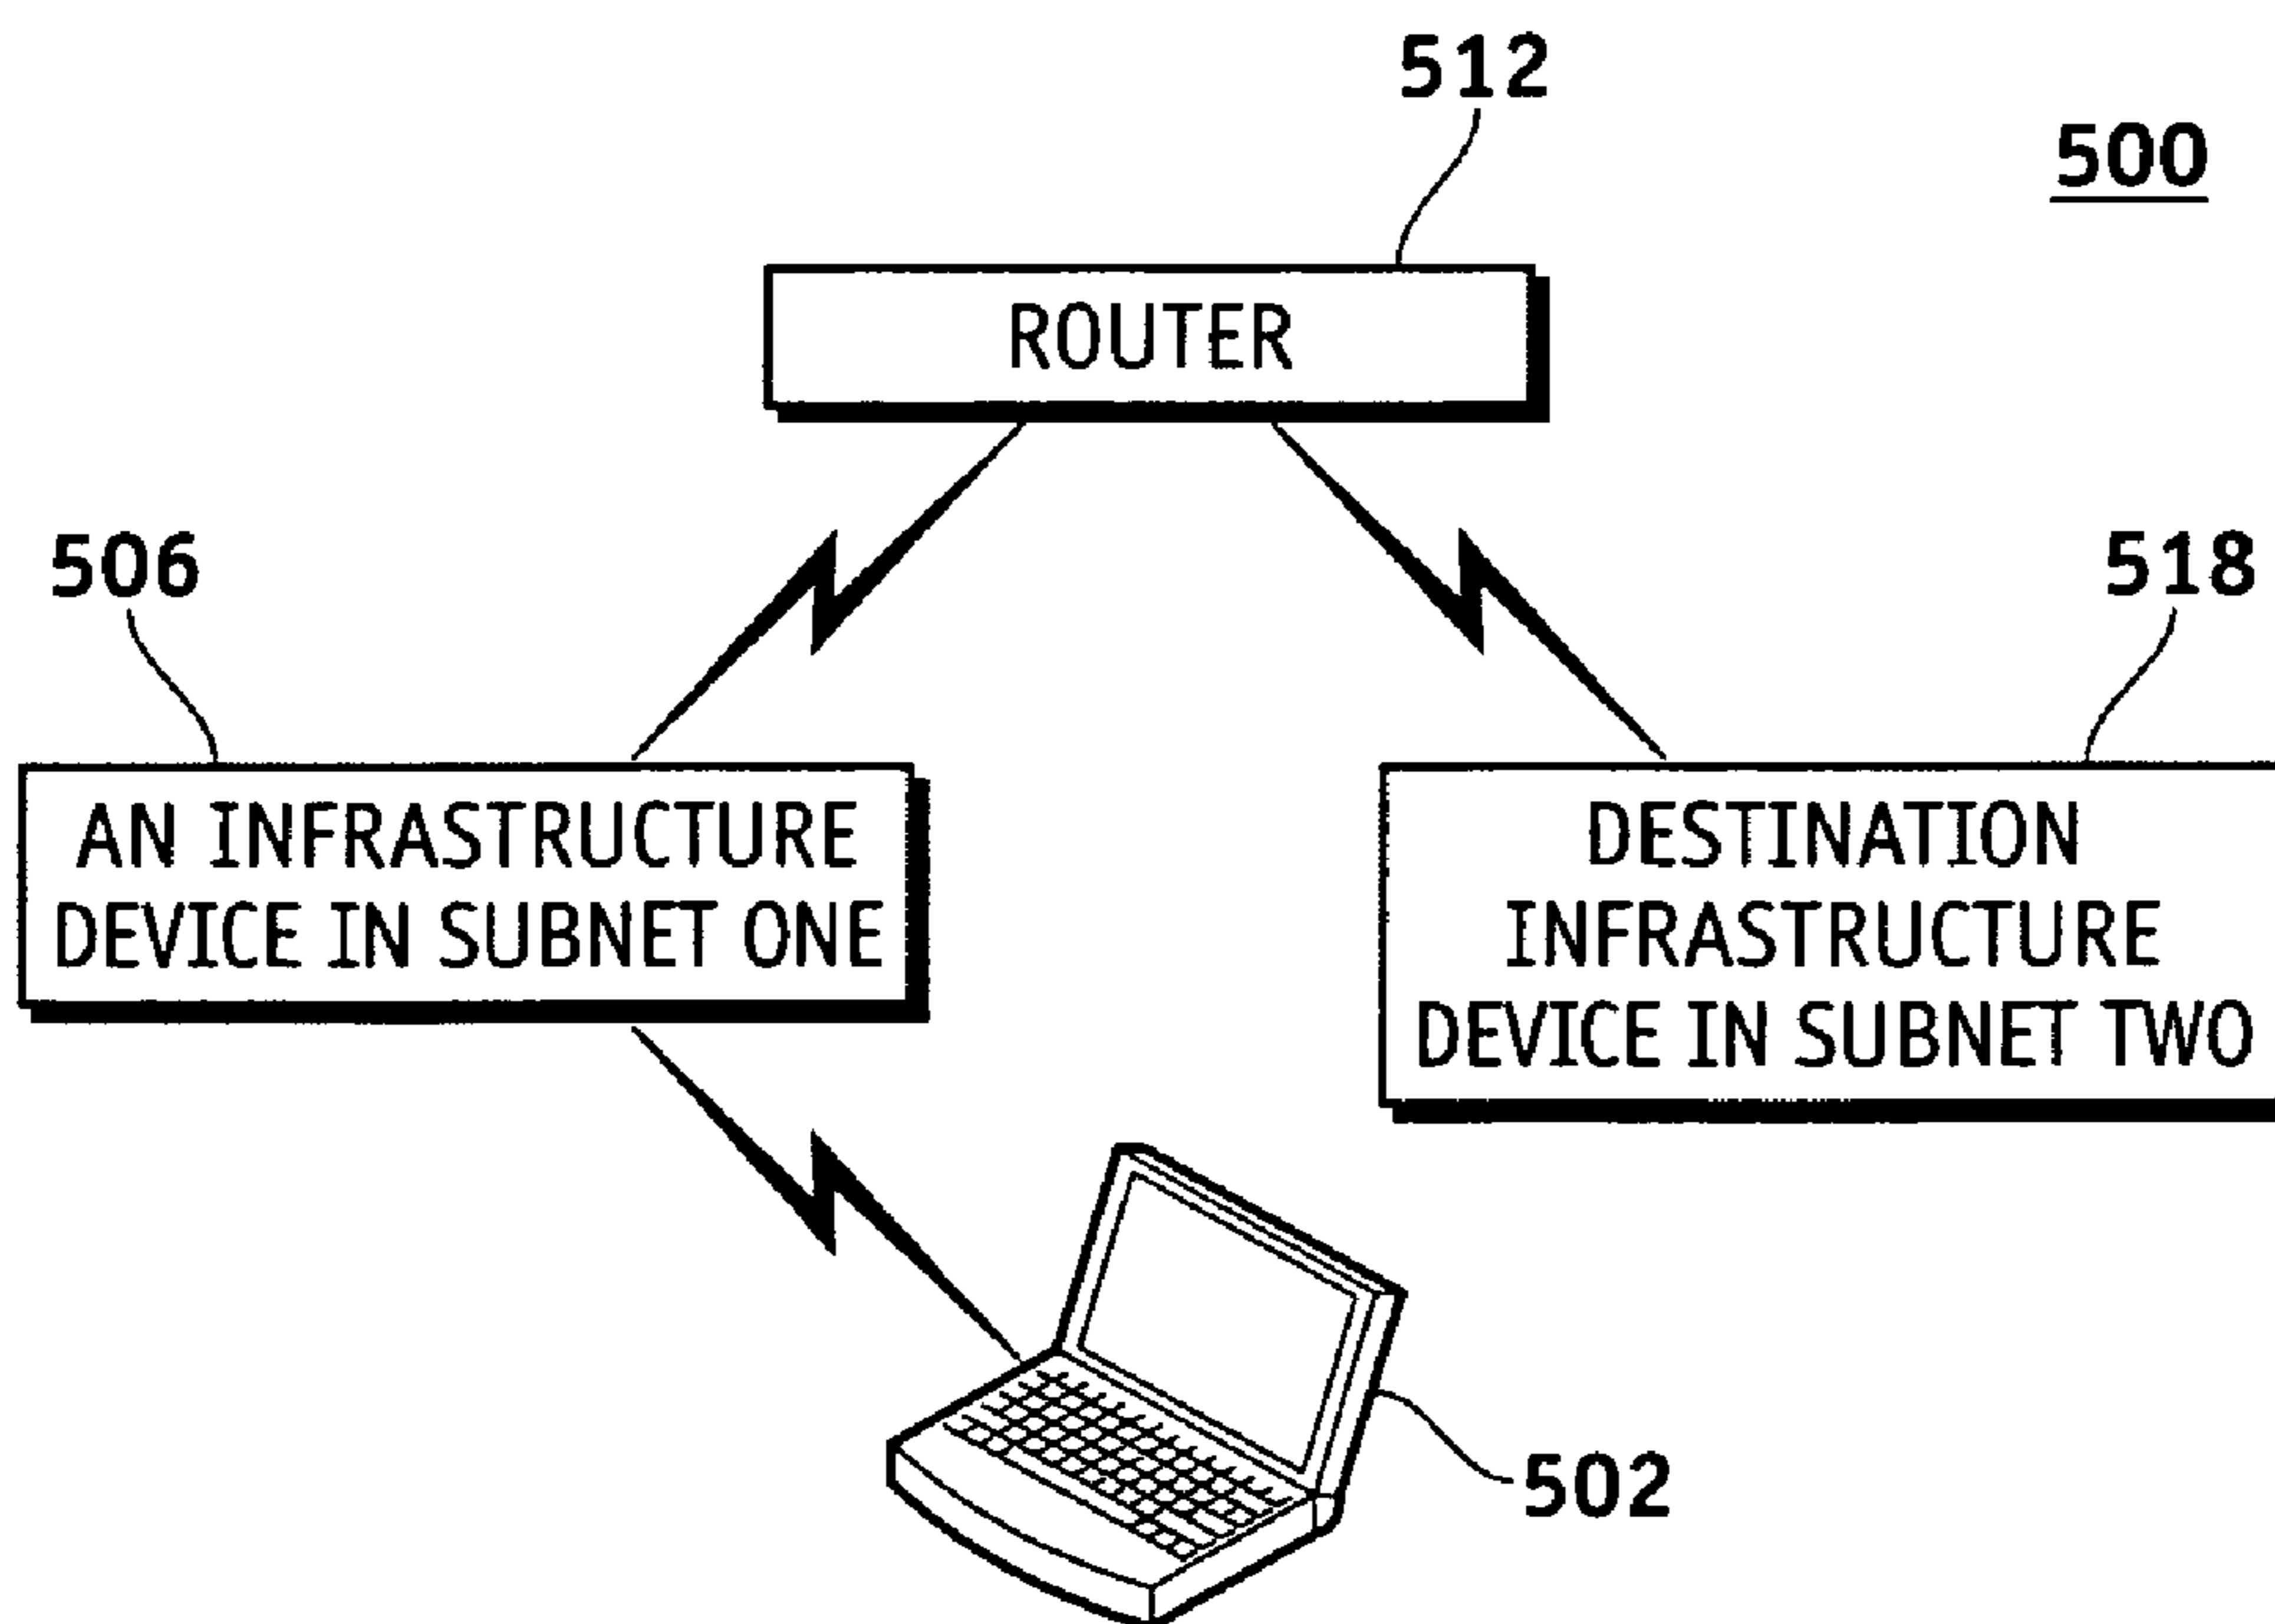 512
500
ROUTER
506
518
AN INFRASTRUCTURE
DEVICE IN SUBNET ONE
DESTINATION
INFRASTRUCTURE
DEVICE IN SUBNET TWO
502